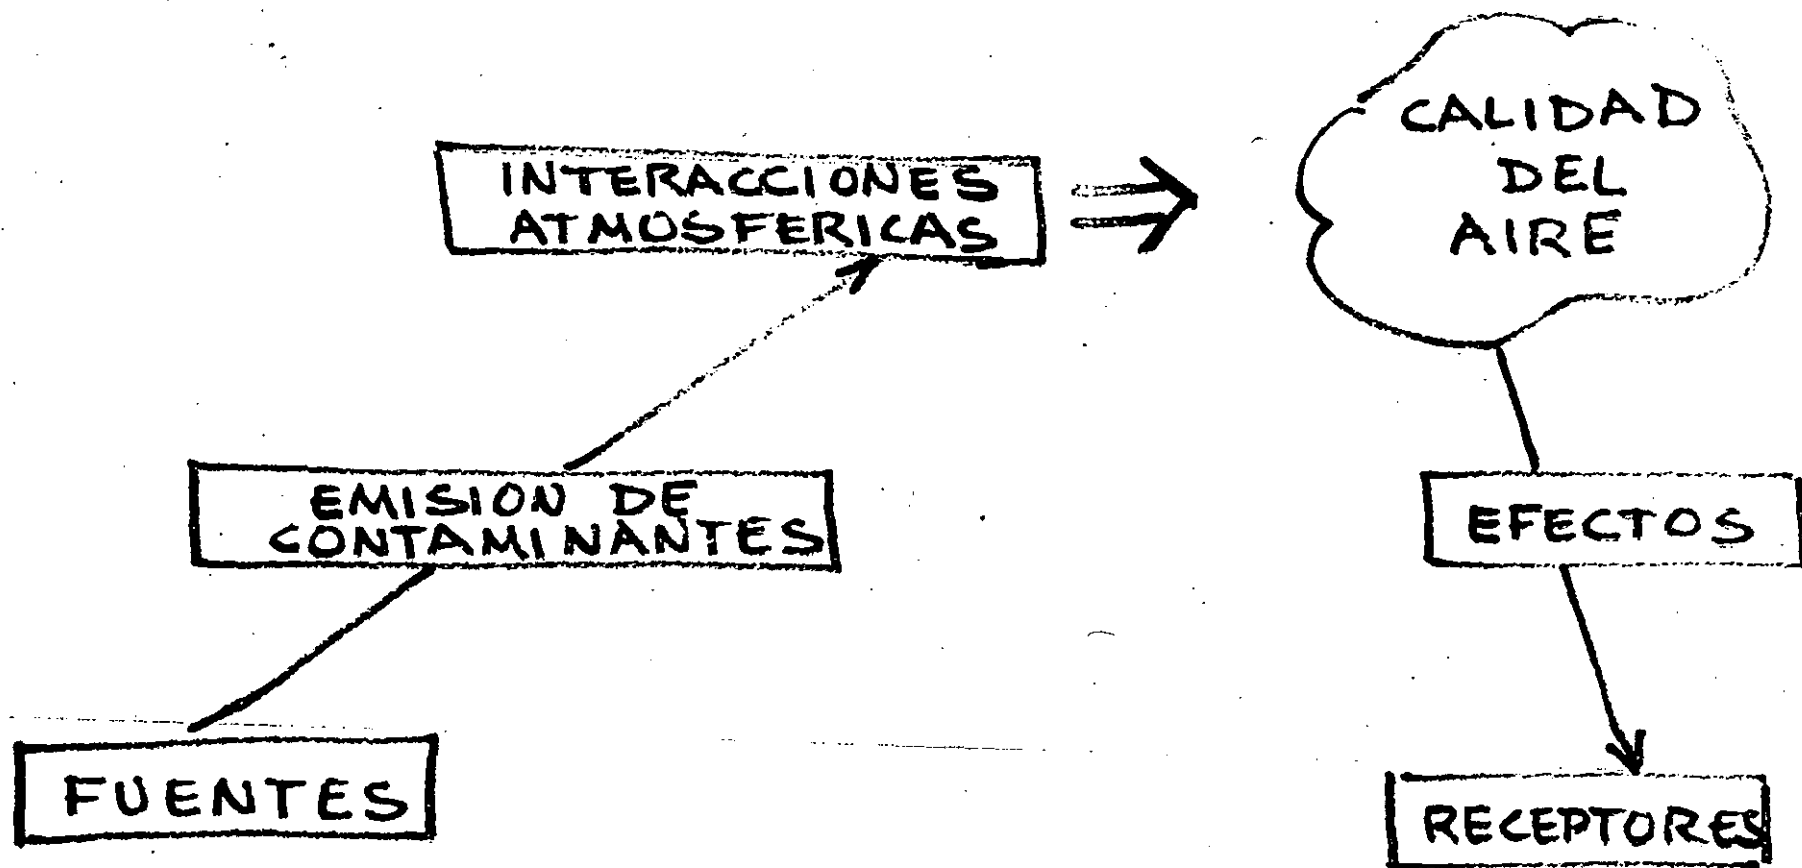 INTERACCIONES
ATMOSFERICAS
CALIDAD
DEL
AIRE
EMISION DE
CONTAMINANTES
EFECTOS
FUENTES
RECEPTORES